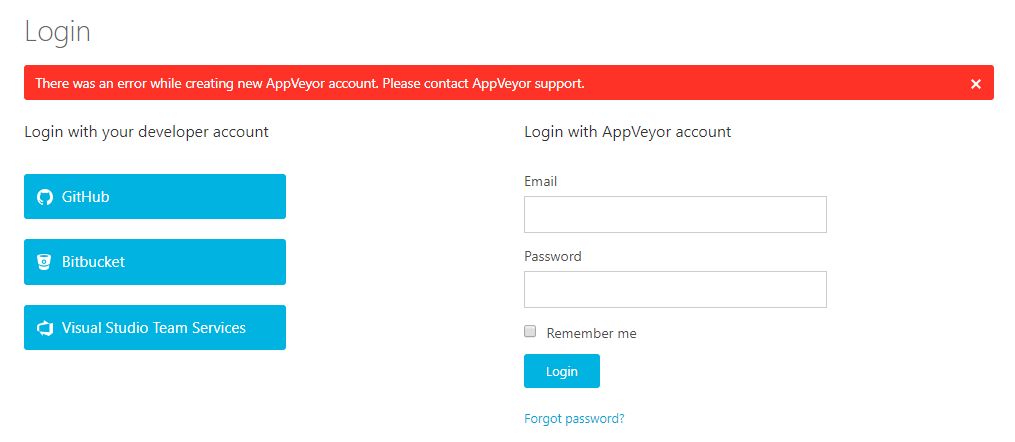 Login
There was an error while creating new AppVeyor account. Please contact AppVeyor support.
Login with your developer account
GitHub
Bitbucket
Visual Studio Team Services
Login with AppVeyor account
Email
Password
Remember me
Login
Forgot password?